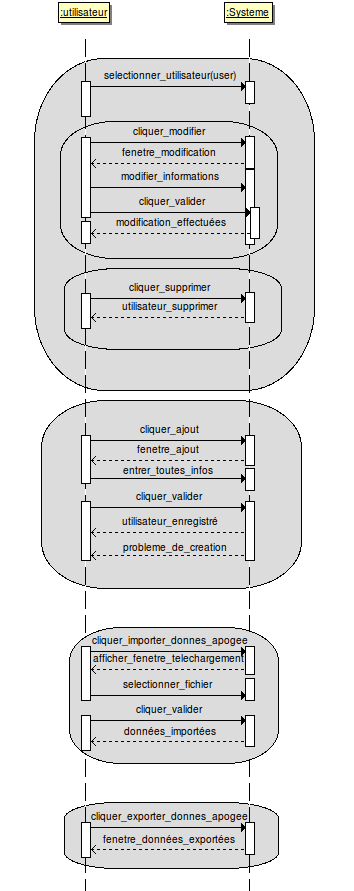 :utilisateur
:Systeme
selectionner_utilisateur(user)
cliquer_modifier
fenetre_modification
modifier_informations
cliquer_valider
modification_effectuées
cliquer_supprimer
utilisateur_supprimer
cliquer_ajout
fenetre_ajout
entrer_toutes_infos
cliquer_valider
utilisateur_enregistré
probleme_de_creation
cliquer_importer_donnes_apogee
afficher_fenetre_telechargement
selectionner_fichier
cliquer_valider
données_importées
cliquer_exporter_donnes_apogee
fenetre_données_exportées